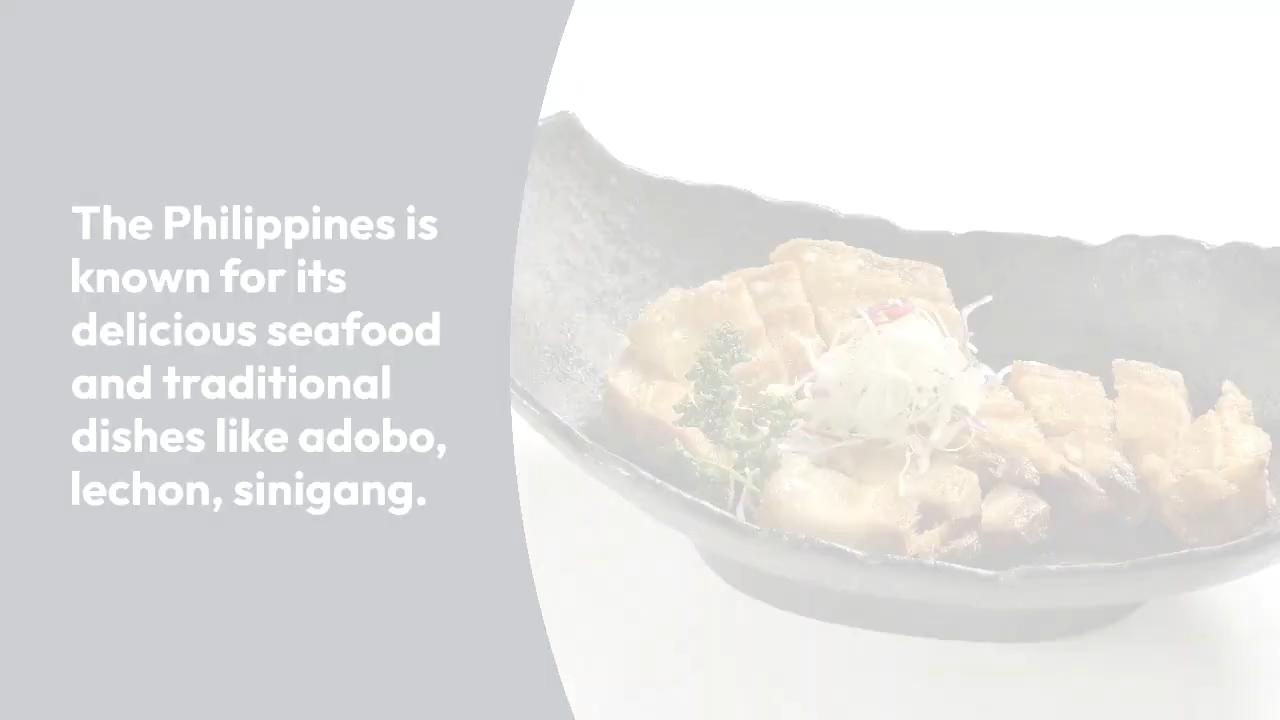 The Philippines is
known for its
delicious seafood
and traditional
dishes like adobo,
lechon, sinigang.